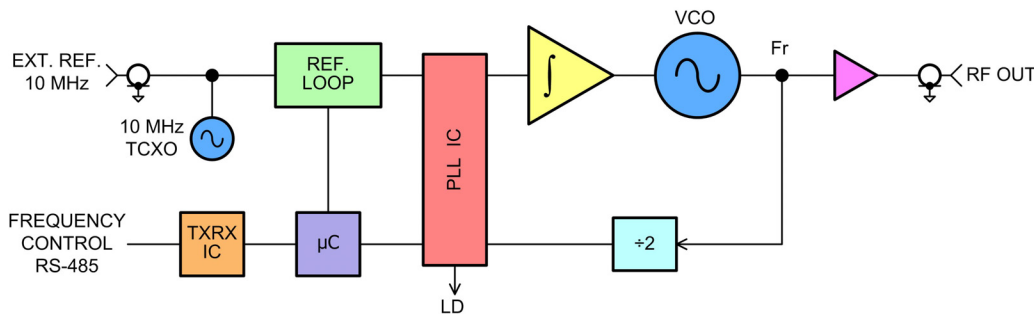 VCO
EXT. REF.
10 MHz
REF.
LOOP
∫
Fr
RF OUT
10 MHz
TCXO
PLL IC
FREQUENCY
CONTROL
RS-485
TXRX
IC
µC
÷2
LD